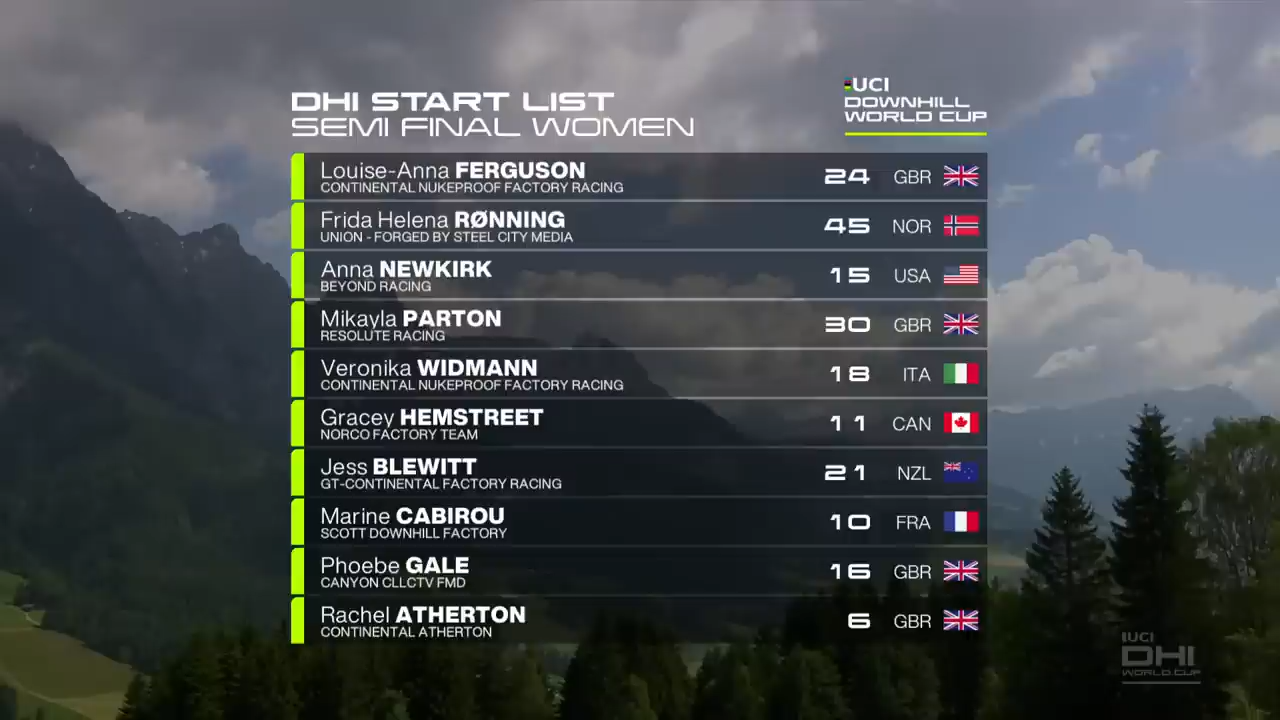 DHI START LIST
SEMI FINAL WOMEN
UCI
DOWNHILL
WORLD CUP
Louise-Anna FERGUSON
CONTINENTAL NUKEPROOF FACTORY RACING
24 GBR
Frida Helena RØNNING
UNION - FORGED BY STEEL CITY MEDIA
45 NOR
Anna NEWKIRK
BEYOND RACING
15 USA
Mikayla PARTON
RESOLUTE RACING
30 GBR
Veronika WIDMANN
CONTINENTAL NUKEPROOF FACTORY RACING
18 ITA
Gracey HEMSTREET
NORCO FACTORY TEAM
11 CAN
Jess BLEWITT
GT-CONTINENTAL FACTORY RACING
21 NZL
Marine CABIROU
SCOTT DOWNHILL FACTORY
10 FRA
Phoebe GALE
CANYON CLLCTV FMD
16 GBR
Rachel ATHERTON
CONTINENTAL ATHERTON
6 GBR
UCI
DHI
WORLD CUP